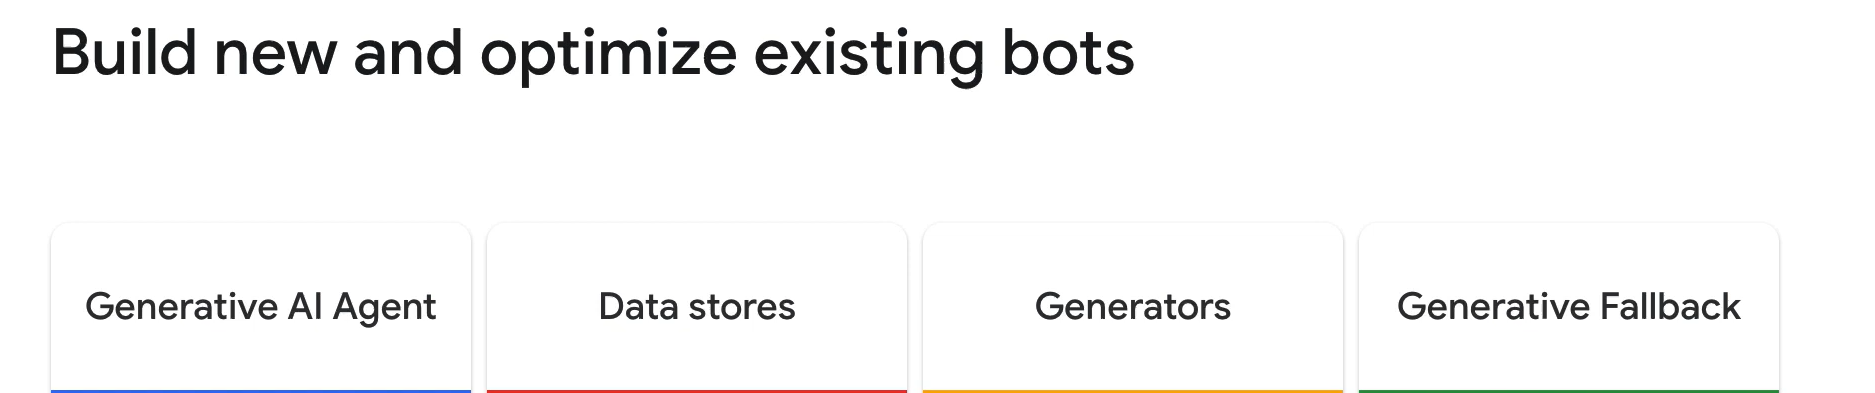 Build new and optimize existing bots
Generative AI Agent
Data stores
Generators
Generative Fallback